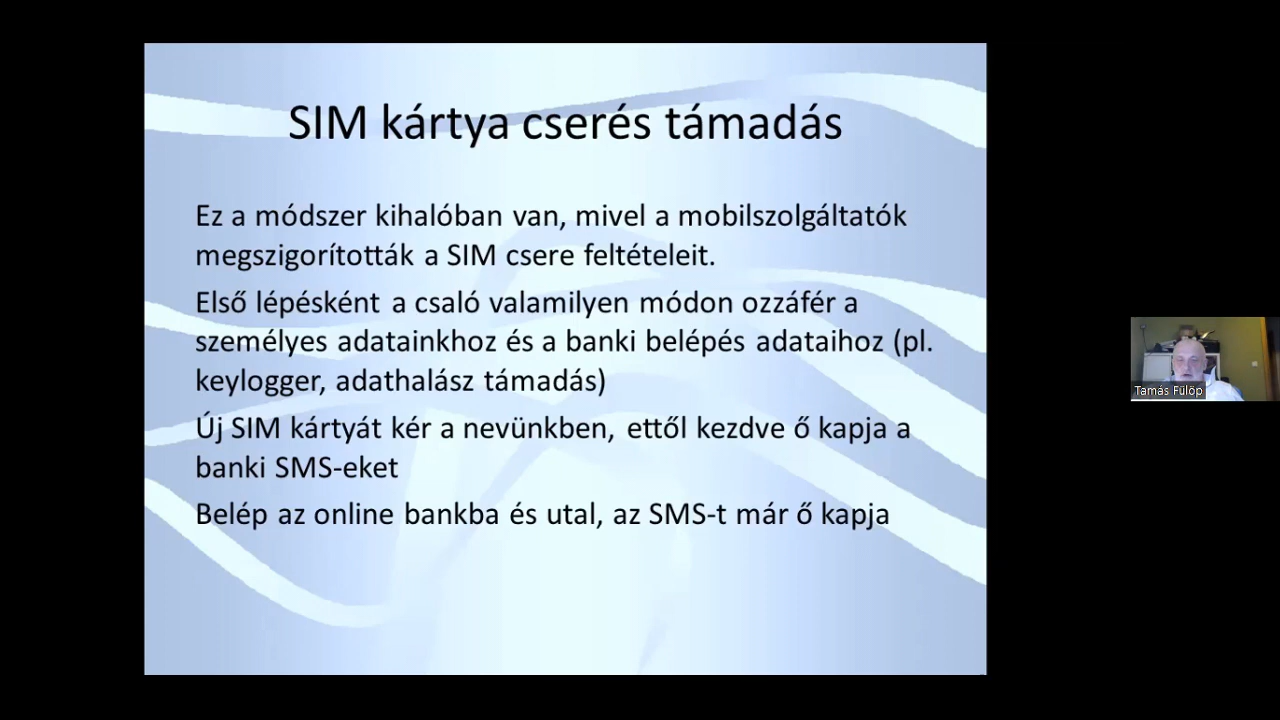 SIM kártya cserés támadás
Ez a módszer kihalóban van, mivel a mobilszolgáltatók
megszigorították a SIM csere feltételeit.
Első lépésként a csaló valamilyen módon ozzáfér a
személyes adatainkhoz és a banki belépés adataihoz (pl.
keylogger, adathalász támadás)
Új SIM kártyát kér a nevünkben, ettől kezdve ő kapja a
banki SMS-eket
Belép az online bankba és utal, az SMS-t már ő kapja
Tamás Fülöp